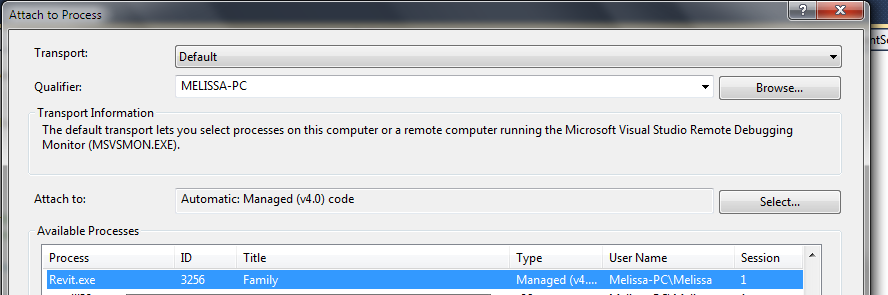 Attach to Process
Transport: Default
Qualifier: MELISSA-PC Browse...
Transport Information
The default transport lets you select processes on this computer or a remote computer running the Microsoft Visual Studio Remote Debugging
Monitor (MSVSMON.EXE).
Attach to: Automatic: Managed (v4.0) code Select...
Available Processes
Process ID Title Type User Name Session
Revit.exe 3256 Family Managed (v4.... Melissa-PC\Melissa 1